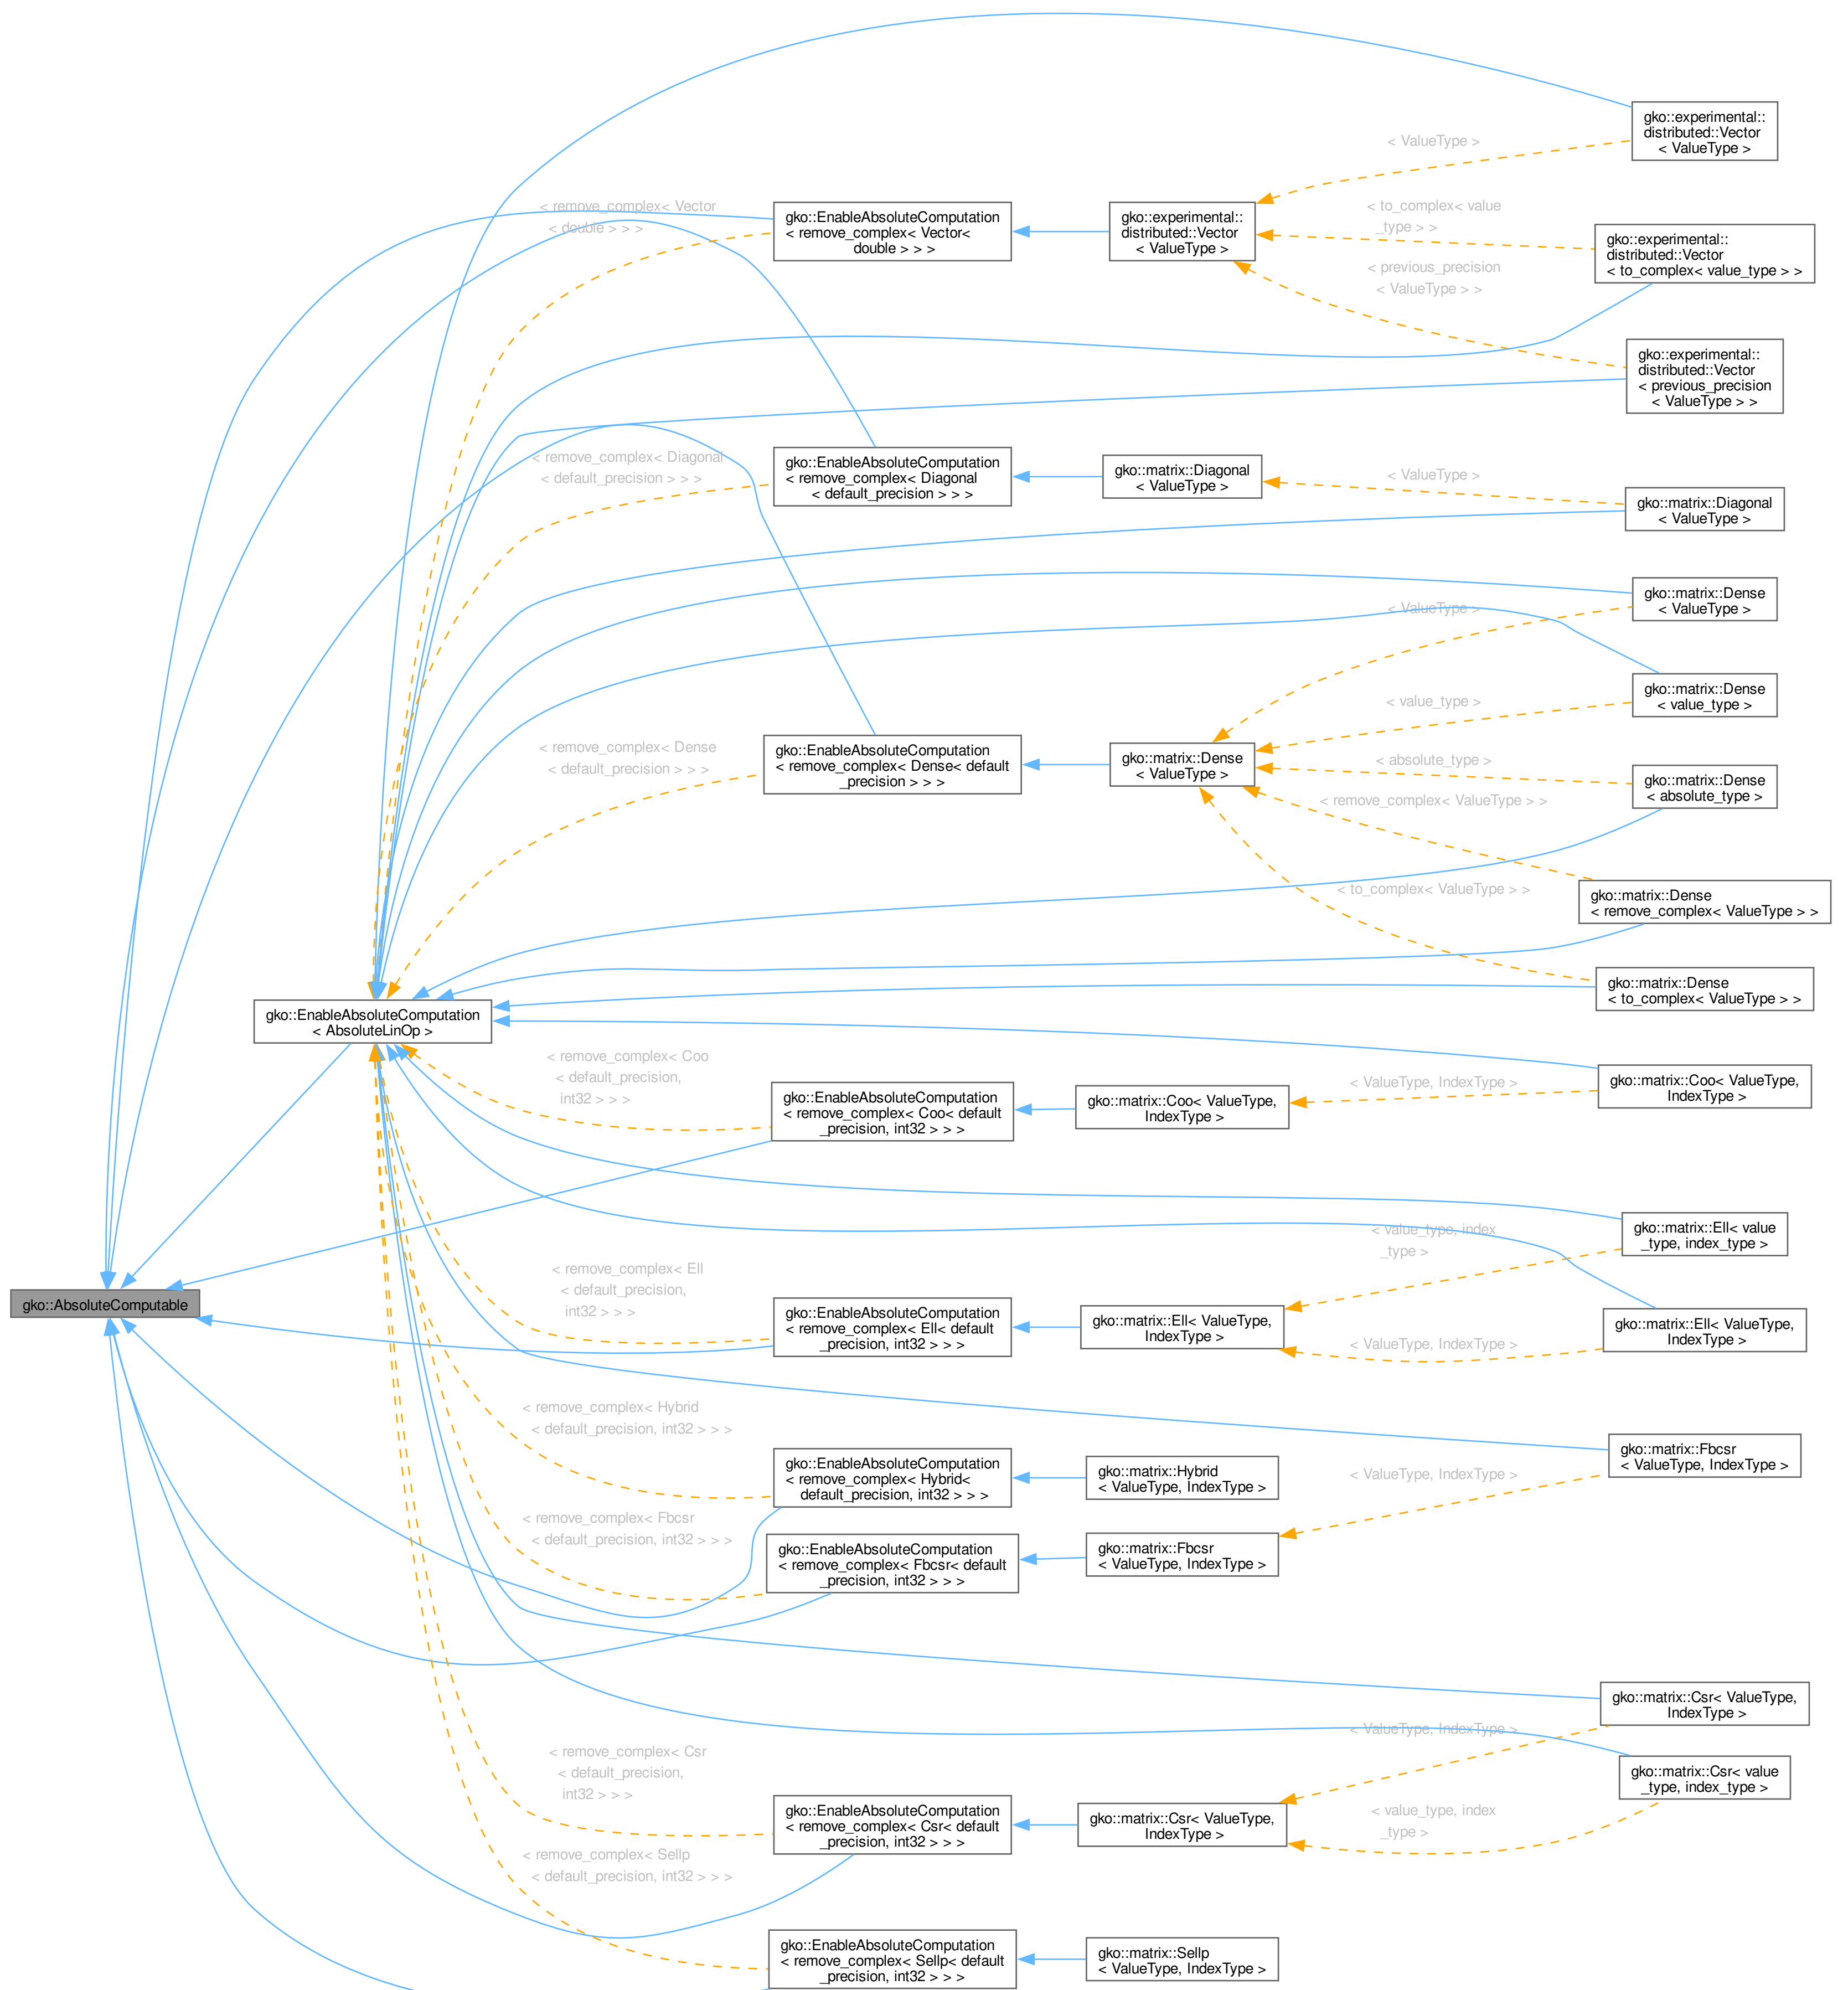 gko::experimental::
distributed::Vector
< ValueType >
< ValueType >
< remove_complex< Vector
< double > > >
gko::EnableAbsoluteComputation
< remove_complex< Vector<
double > > >
gko::experimental::
distributed::Vector
< ValueType >
< to_complex< value
_type > >
gko::experimental::
distributed::Vector
< to_complex< value_type > >
< previous_precision
< ValueType > >
gko::experimental::
distributed::Vector
< previous_precision
< ValueType > >
< remove_complex< Diagonal
< default_precision > > >
gko::EnableAbsoluteComputation
< remove_complex< Diagonal
< default_precision > > >
gko::matrix::Diagonal
< ValueType >
< ValueType >
gko::matrix::Diagonal
< ValueType >
gko::matrix::Dense
< ValueType >
< ValueType >
gko::matrix::Dense
< value_type >
< value_type >
< remove_complex< Dense
< default_precision > > >
gko::EnableAbsoluteComputation
< remove_complex< Dense< default
_precision > > >
gko::matrix::Dense
< ValueType >
< absolute_type >
gko::matrix::Dense
< absolute_type >
< remove_complex< ValueType > >
gko::matrix::Dense
< remove_complex< ValueType > >
< to_complex< ValueType > >
gko::matrix::Dense
< to_complex< ValueType > >
gko::EnableAbsoluteComputation
< AbsoluteLinOp >
< remove_complex< Coo
< default_precision,
int32 > > >
gko::EnableAbsoluteComputation
< remove_complex< Coo< default
_precision, int32 > > >
gko::matrix::Coo< ValueType,
IndexType >
< ValueType, IndexType >
gko::matrix::Coo< ValueType,
IndexType >
gko::matrix::Ell< value
_type, index_type >
< value_type, index
_type >
gko::AbsoluteComputable
< remove_complex< Ell
< default_precision,
int32 > > >
gko::EnableAbsoluteComputation
< remove_complex< Ell< default
_precision, int32 > > >
gko::matrix::Ell< ValueType,
IndexType >
< ValueType, IndexType >
gko::matrix::Ell< ValueType,
IndexType >
< remove_complex< Hybrid
< default_precision, int32 > > >
gko::EnableAbsoluteComputation
< remove_complex< Hybrid<
default_precision, int32 > > >
gko::matrix::Hybrid
< ValueType, IndexType >
< ValueType, IndexType >
gko::matrix::Fbcsr
< ValueType, IndexType >
< remove_complex< Fbcsr
< default_precision, int32 > > >
gko::EnableAbsoluteComputation
< remove_complex< Fbcsr< default
_precision, int32 > > >
gko::matrix::Fbcsr
< ValueType, IndexType >
gko::matrix::Csr< ValueType,
IndexType >
< ValueType, IndexType >
gko::matrix::Csr< value
_type, index_type >
< remove_complex< Csr
< default_precision,
int32 > > >
gko::EnableAbsoluteComputation
< remove_complex< Csr< default
_precision, int32 > > >
gko::matrix::Csr< ValueType,
IndexType >
< value_type, index
_type >
< remove_complex< Sellp
< default_precision, int32 > > >
gko::EnableAbsoluteComputation
< remove_complex< Sellp< default
_precision, int32 > > >
gko::matrix::Sellp
< ValueType, IndexType >